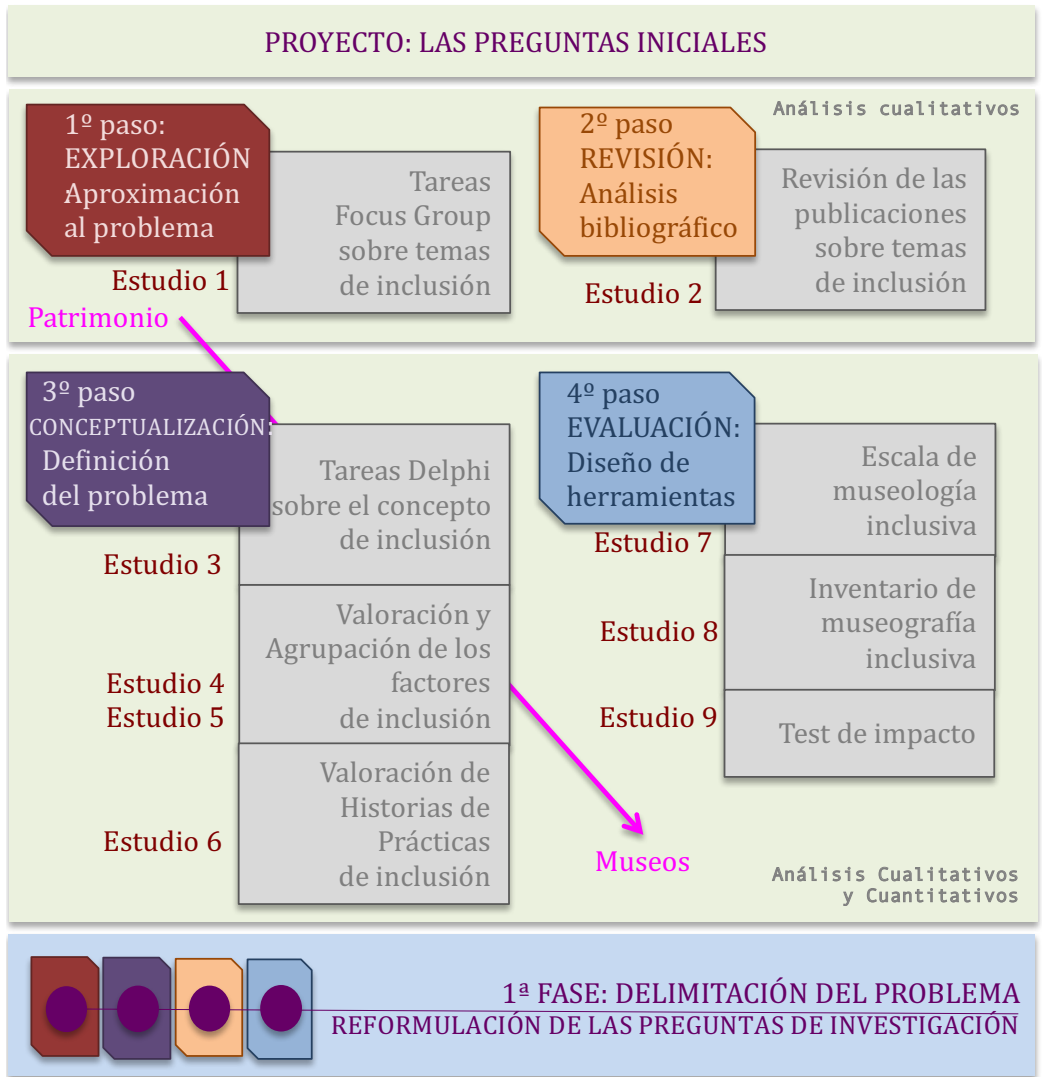 PROYECTO: LAS PREGUNTAS INICIALES
Análisis cualitativos
1º paso:
EXPLORACIÓN
Aproximación
al problema
Tareas
Focus Group
sobre temas
de inclusión
Estudio 1
Patrimonio
2º paso
REVISIÓN:
Análisis
bibliográfico
Revisión de las
publicaciones
sobre temas
de inclusión
Estudio 2
3º paso
CONCEPTUALIZACIÓN:
Definición
del problema
Tareas Delphi
sobre el concepto
de inclusión
Estudio 3
Valoración y
Agrupación de los
factores
de inclusión
Estudio 4
Estudio 5
Valoración de
Historias de
Prácticas
de inclusión
Estudio 6
4º paso
EVALUACIÓN:
Diseño de
herramientas
Escala de
museología
inclusiva
Estudio 7
Inventario de
museografía
inclusiva
Estudio 8
Test de impacto
Estudio 9
Museos
Análisis Cualitativos
y Cuantitativos
1ª FASE: DELIMITACIÓN DEL PROBLEMA
REFORMULACIÓN DE LAS PREGUNTAS DE INVESTIGACIÓN